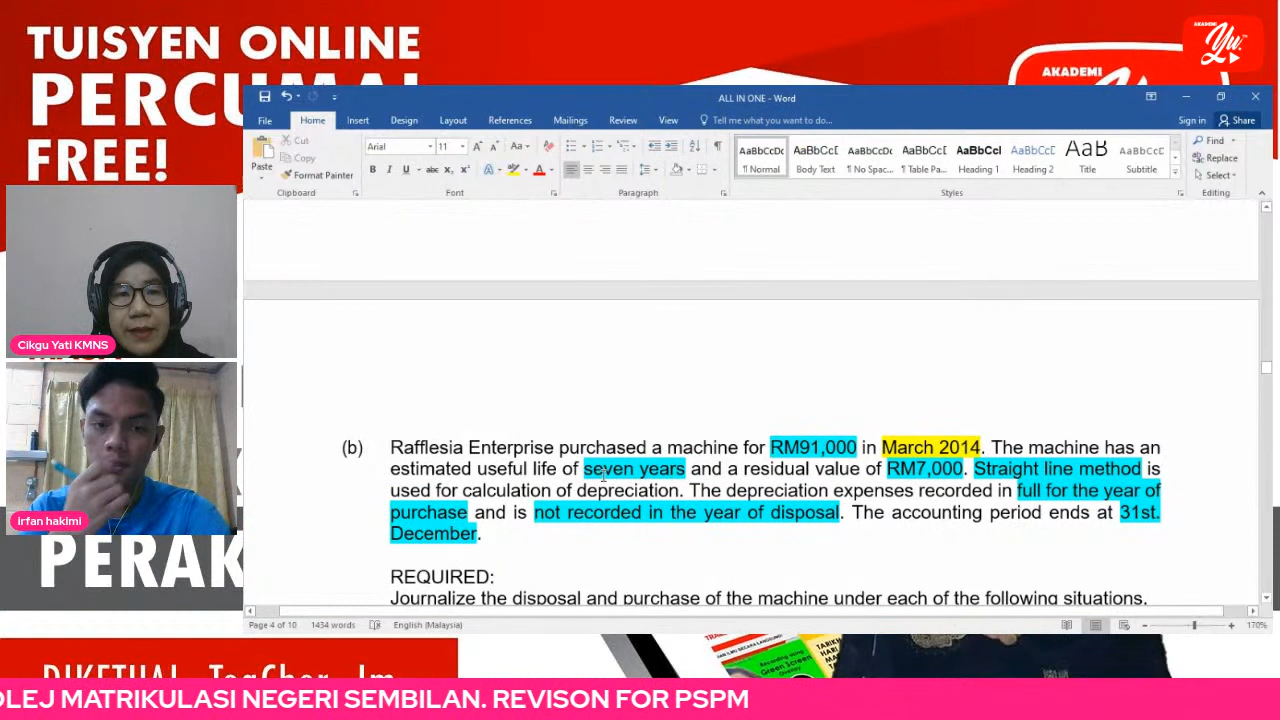 TUISYEN ONLINE
FREE!
AKADEMI
Yu
AKADEMI
ALL IN ONE - Word
File Home Insert Design Layout References Mailings Review View Tell me what you want to do... Sign in Share
Paste
Cut
Copy
Format Painter
Clipboard
Arial 11
Font
Paragraph
AaBbCcDc AaBbCcI AaBbCcDc AaBbCcI AaBbCcI AaBbCcI AaB AaBbCcC
¶ Normal Body Text ¶ No Spac... ¶ Table Pa... Heading 1 Heading 2 Title Subtitle
Styles
Find
Replace
Select
Editing
Cikgu Yati KMNS
irfan hakimi
PERAK
(b) Rafflesia Enterprise purchased a machine for RM91,000 in March 2014. The machine has an
estimated useful life of seven years and a residual value of RM7,000. Straight line method is
used for calculation of depreciation. The depreciation expenses recorded in full for the year of
purchase and is not recorded in the year of disposal. The accounting period ends at 31st.
December.
REQUIRED:
Journalize the disposal and purchase of the machine under each of the following situations.
Page 4 of 10 1434 words English (Malaysia) 170%
OLEJ MATRIKULASI NEGERI SEMBILAN. REVISON FOR PSPM